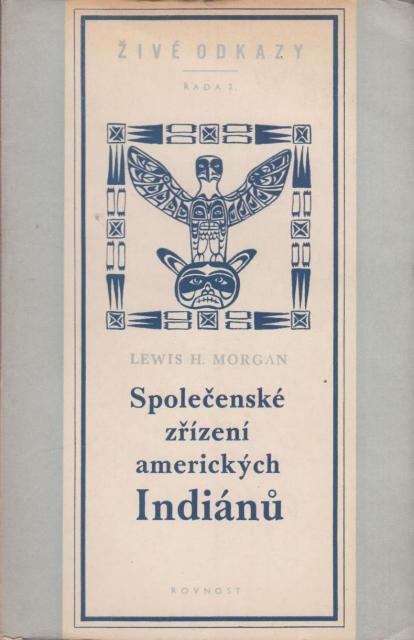 ŽIVÉ ODKAZY
ŘADA 2.
LEWIS H. MORGAN
Společenské
zřízení
amerických
Indiánů
ROVNOST